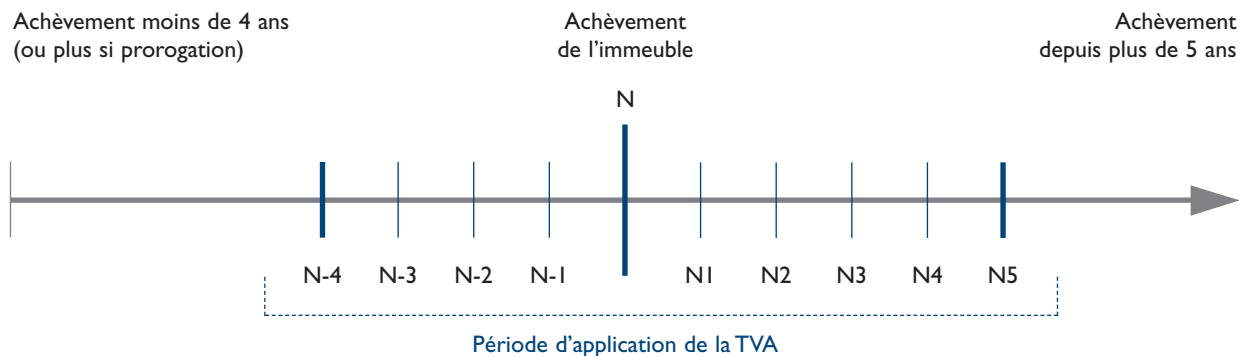 Achèvement moins de 4 ans
(ou plus si prorogation)
Achèvement
de l'immeuble
Achèvement
depuis plus de 5 ans
N
N-4 N-3 N-2 N-1 N1 N2 N3 N4 N5
Période d'application de la TVA